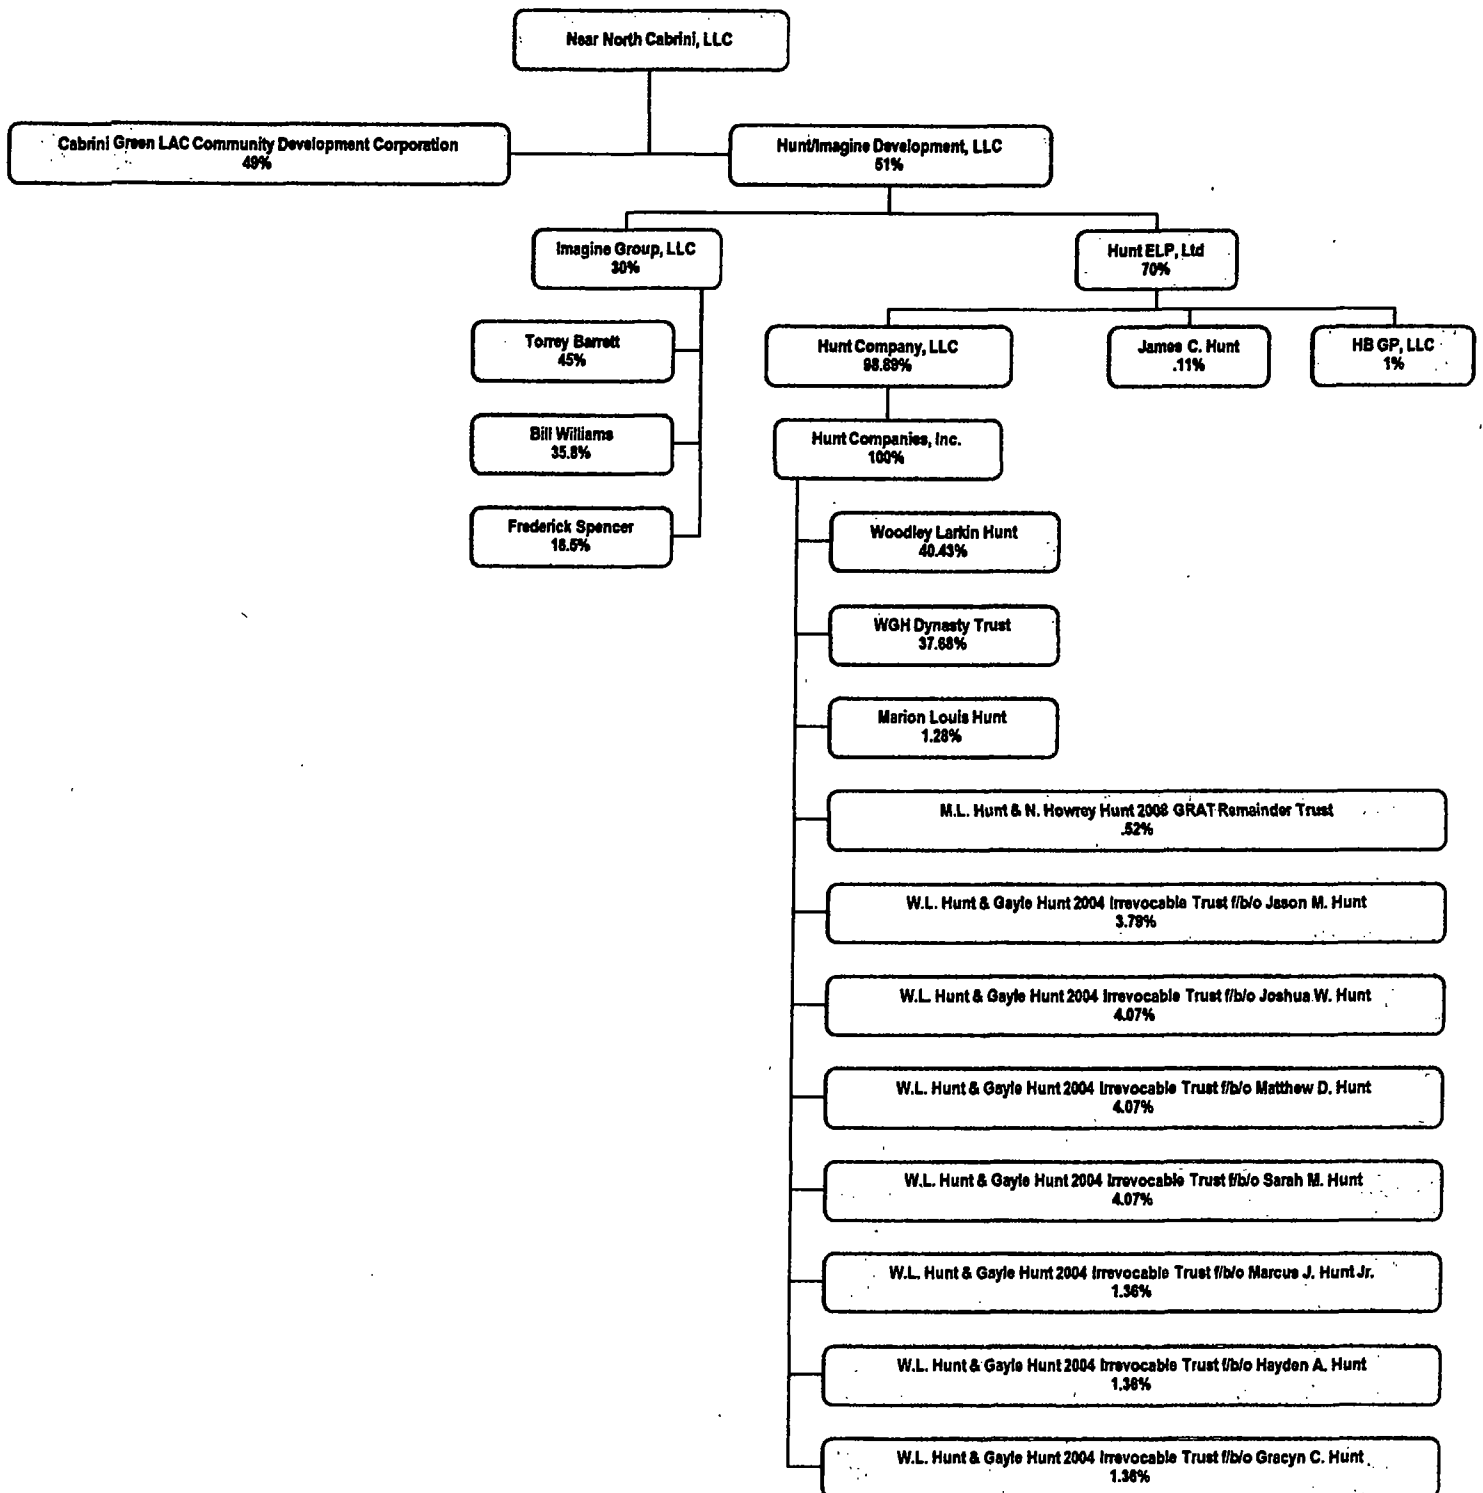 Near North Cabrini, LLC
Cabrini Green LAC Community Development Corporation
49%
Hunt/Imagine Development, LLC
51%
Imagine Group, LLC
30%
Hunt ELP, Ltd
70%
Torrey Barrett
45%
Bill Williams
35.8%
Frederick Spencer
18.5%
Hunt Company, LLC
98.89%
James C. Hunt
.11%
HB GP, LLC
1%
Hunt Companies, Inc.
100%
Woodley Larkin Hunt
40.43%
WGH Dynasty Trust
37.68%
Marion Louis Hunt
1.28%
M.L. Hunt & N. Howrey Hunt 2008 GRAT Remainder Trust
.52%
W.L. Hunt & Gayle Hunt 2004 Irrevocable Trust f/b/o Jason M. Hunt
3.79%
W.L. Hunt & Gayle Hunt 2004 Irrevocable Trust f/b/o Joshua W. Hunt
4.07%
W.L. Hunt & Gayle Hunt 2004 Irrevocable Trust f/b/o Matthew D. Hunt
4.07%
W.L. Hunt & Gayle Hunt 2004 Irrevocable Trust f/b/o Sarah M. Hunt
4.07%
W.L. Hunt & Gayle Hunt 2004 Irrevocable Trust f/b/o Marcus J. Hunt Jr.
1.36%
W.L. Hunt & Gayle Hunt 2004 Irrevocable Trust f/b/o Hayden A. Hunt
1.36%
W.L. Hunt & Gayle Hunt 2004 Irrevocable Trust f/b/o Gracyn C. Hunt
1.36%